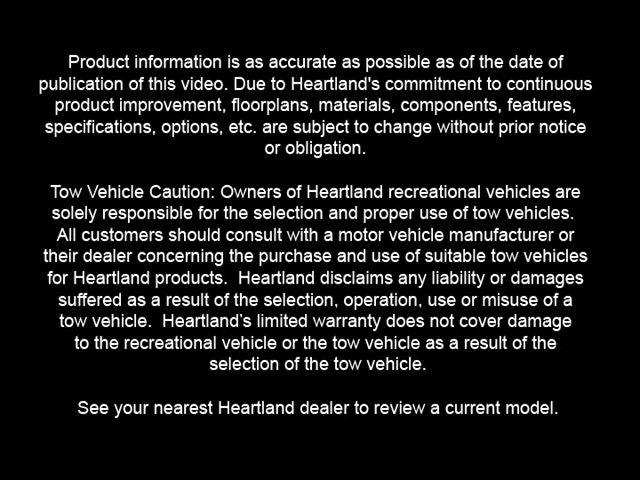 Product information is as accurate as possible as of the date of
publication of this video. Due to Heartland's commitment to continuous
product improvement, floorplans, materials, components, features,
specifications, options, etc. are subject to change without prior notice
or obligation.
Tow Vehicle Caution: Owners of Heartland recreational vehicles are
solely responsible for the selection and proper use of tow vehicles.
All customers should consult with a motor vehicle manufacturer or
their dealer concerning the purchase and use of suitable tow vehicles
for Heartland products. Heartland disclaims any liability or damages
suffered as a result of the selection, operation, use or misuse of a
tow vehicle. Heartland's limited warranty does not cover damage
to the recreational vehicle or the tow vehicle as a result of the
selection of the tow vehicle.
See your nearest Heartland dealer to review a current model.